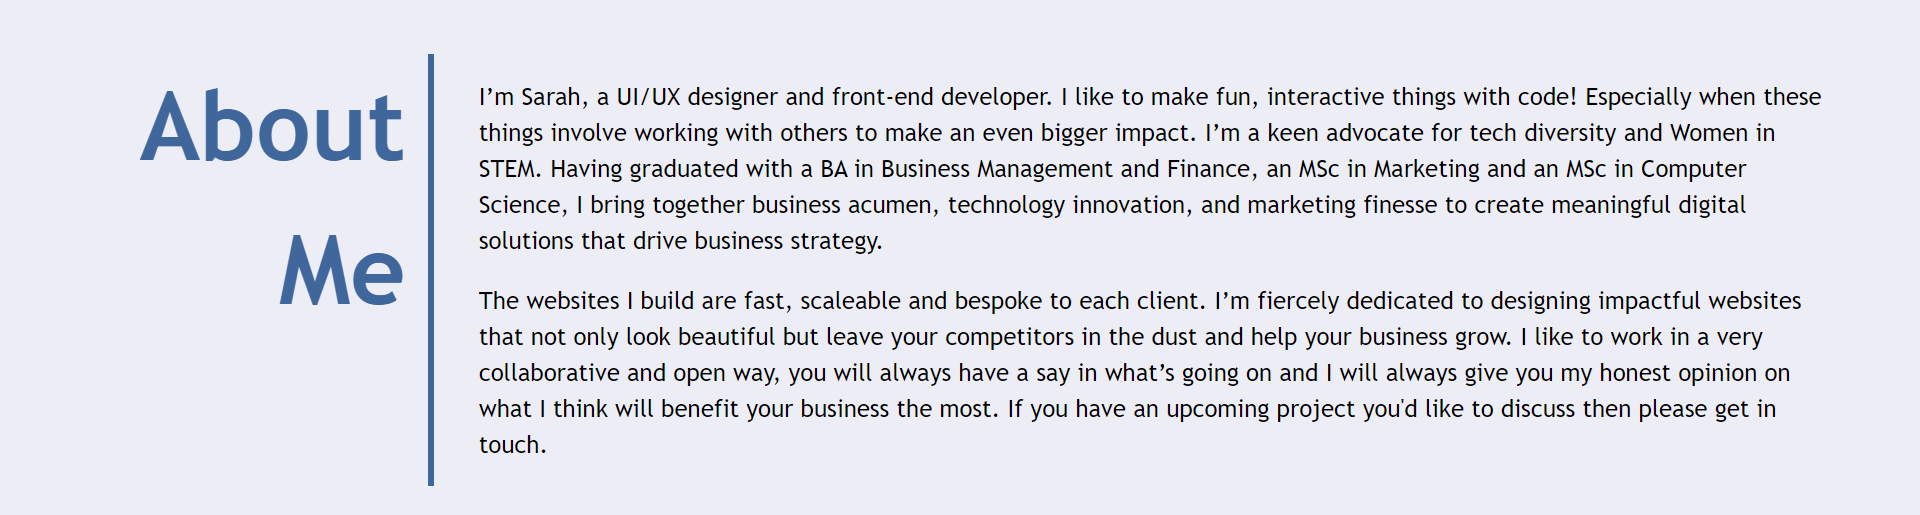 About
Me
I’m Sarah, a UI/UX designer and front-end developer. I like to make fun, interactive things with code! Especially when these
things involve working with others to make an even bigger impact. I’m a keen advocate for tech diversity and Women in
STEM. Having graduated with a BA in Business Management and Finance, an MSc in Marketing and an MSc in Computer
Science, I bring together business acumen, technology innovation, and marketing finesse to create meaningful digital
solutions that drive business strategy.
The websites I build are fast, scaleable and bespoke to each client. I’m fiercely dedicated to designing impactful websites
that not only look beautiful but leave your competitors in the dust and help your business grow. I like to work in a very
collaborative and open way, you will always have a say in what’s going on and I will always give you my honest opinion on
what I think will benefit your business the most. If you have an upcoming project you'd like to discuss then please get in
touch.